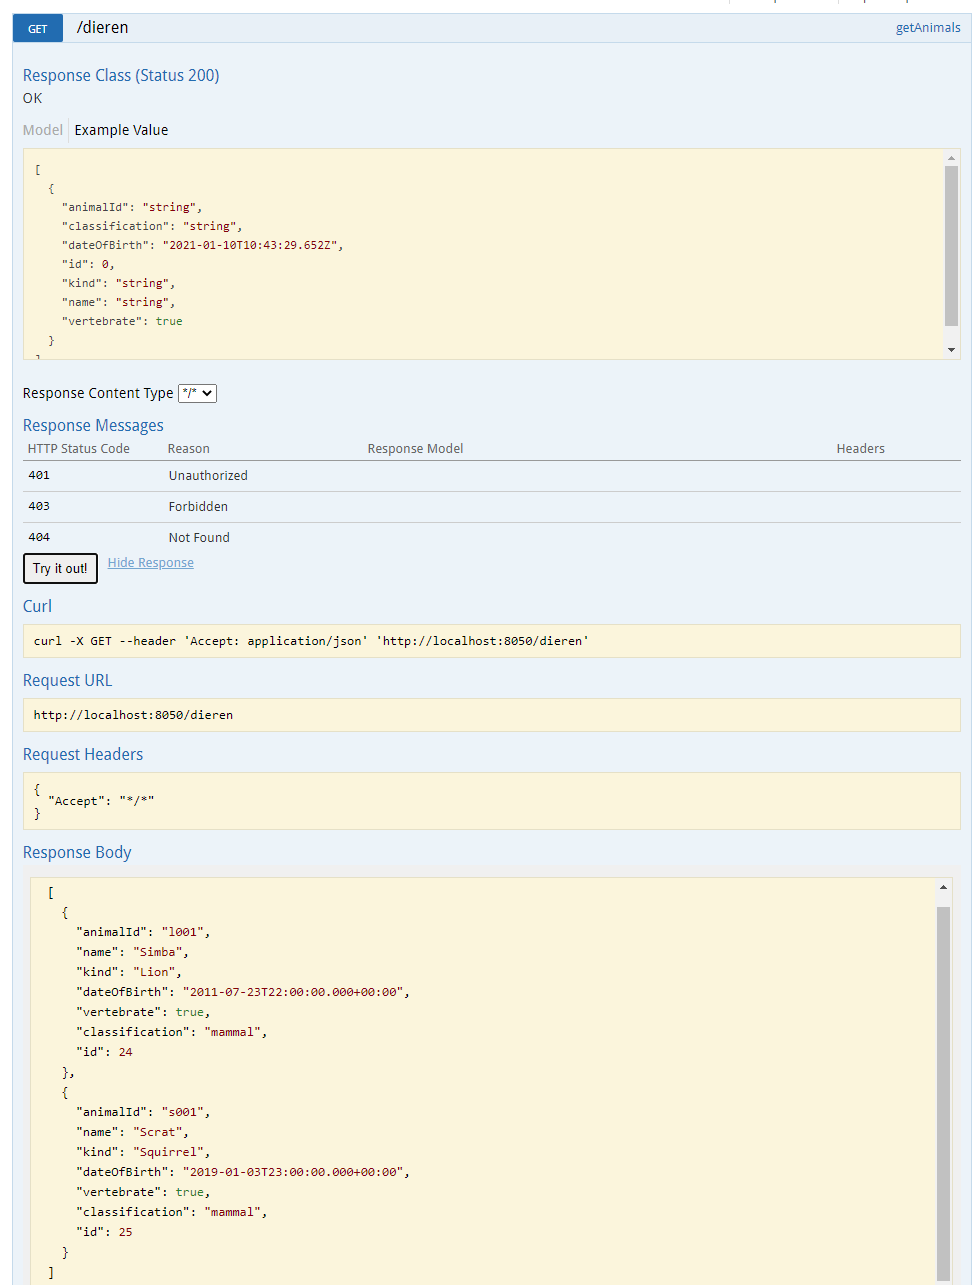 GET /dieren getAnimals
Response Class (Status 200)
OK
Model Example Value
[
{
"animalId": "string",
"classification": "string",
"dateOfBirth": "2021-01-10T10:43:29.652Z",
"id": 0,
"kind": "string",
"name": "string",
"vertebrate": true
}
Response Content Type */*
Response Messages
HTTP Status Code Reason Response Model Headers
401 Unauthorized
403 Forbidden
404 Not Found
Try it out! Hide Response
Curl
curl -X GET --header 'Accept: application/json' 'http://localhost:8050/dieren'
Request URL
http://localhost:8050/dieren
Request Headers
{
"Accept": "*/*"
}
Response Body
[
{
"animalId": "l001",
"name": "Simba",
"kind": "Lion",
"dateOfBirth": "2011-07-23T22:00:00.000+00:00",
"vertebrate": true,
"classification": "mammal",
"id": 24
},
{
"animalId": "s001",
"name": "Scrat",
"kind": "Squirrel",
"dateOfBirth": "2019-01-03T23:00:00.000+00:00",
"vertebrate": true,
"classification": "mammal",
"id": 25
}
]